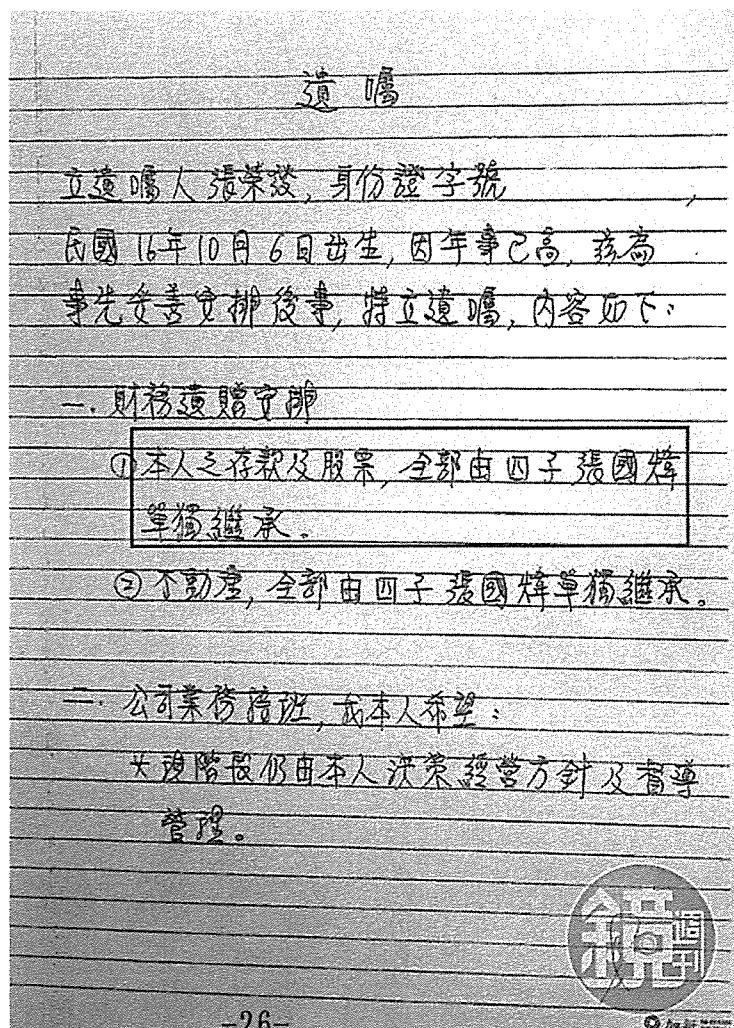 遺囑
立遺囑人張榮發,身份證字號 ,
民國16年10月6日出生,因年事已高,茲為
事先妥善安排後事,特立遺囑,內容如下:
一.財務遺贈安排
①本人之存款及股票,全部由四子張國煒
單獨繼承。
②不動產,全部由四子張國煒單獨繼承。
二.公司業務接班,我本人希望:
*現階段仍由本人決策經營方針及督導
管理。
鏡週刊
-26-